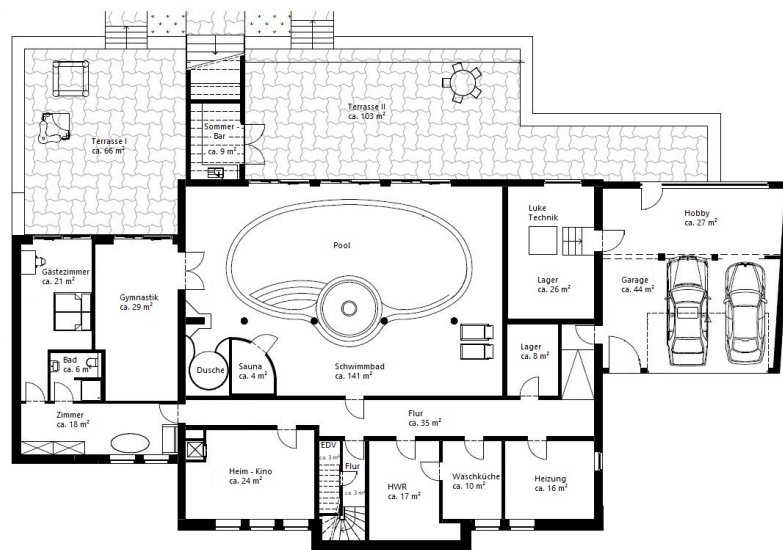 Terrasse I
ca. 66 m²
Sommer-
Bar
ca. 9 m²
Terrasse II
ca. 103 m²
Gästezimmer
ca. 21 m²
Gymnastik
ca. 29 m²
Pool
Luke
Technik
Lager
ca. 26 m²
Hobby
ca. 27 m²
Garage
ca. 44 m²
Bad
ca. 6 m²
Dusche
Sauna
ca. 4 m²
Schwimmbad
ca. 141 m²
Lager
ca. 8 m²
Zimmer
ca. 18 m²
Flur
ca. 35 m²
Heim - Kino
ca. 24 m²
EDV
ca. 3 m²
Flur
ca. 3 m²
HWR
ca. 17 m²
Waschküche
ca. 10 m²
Heizung
ca. 16 m²